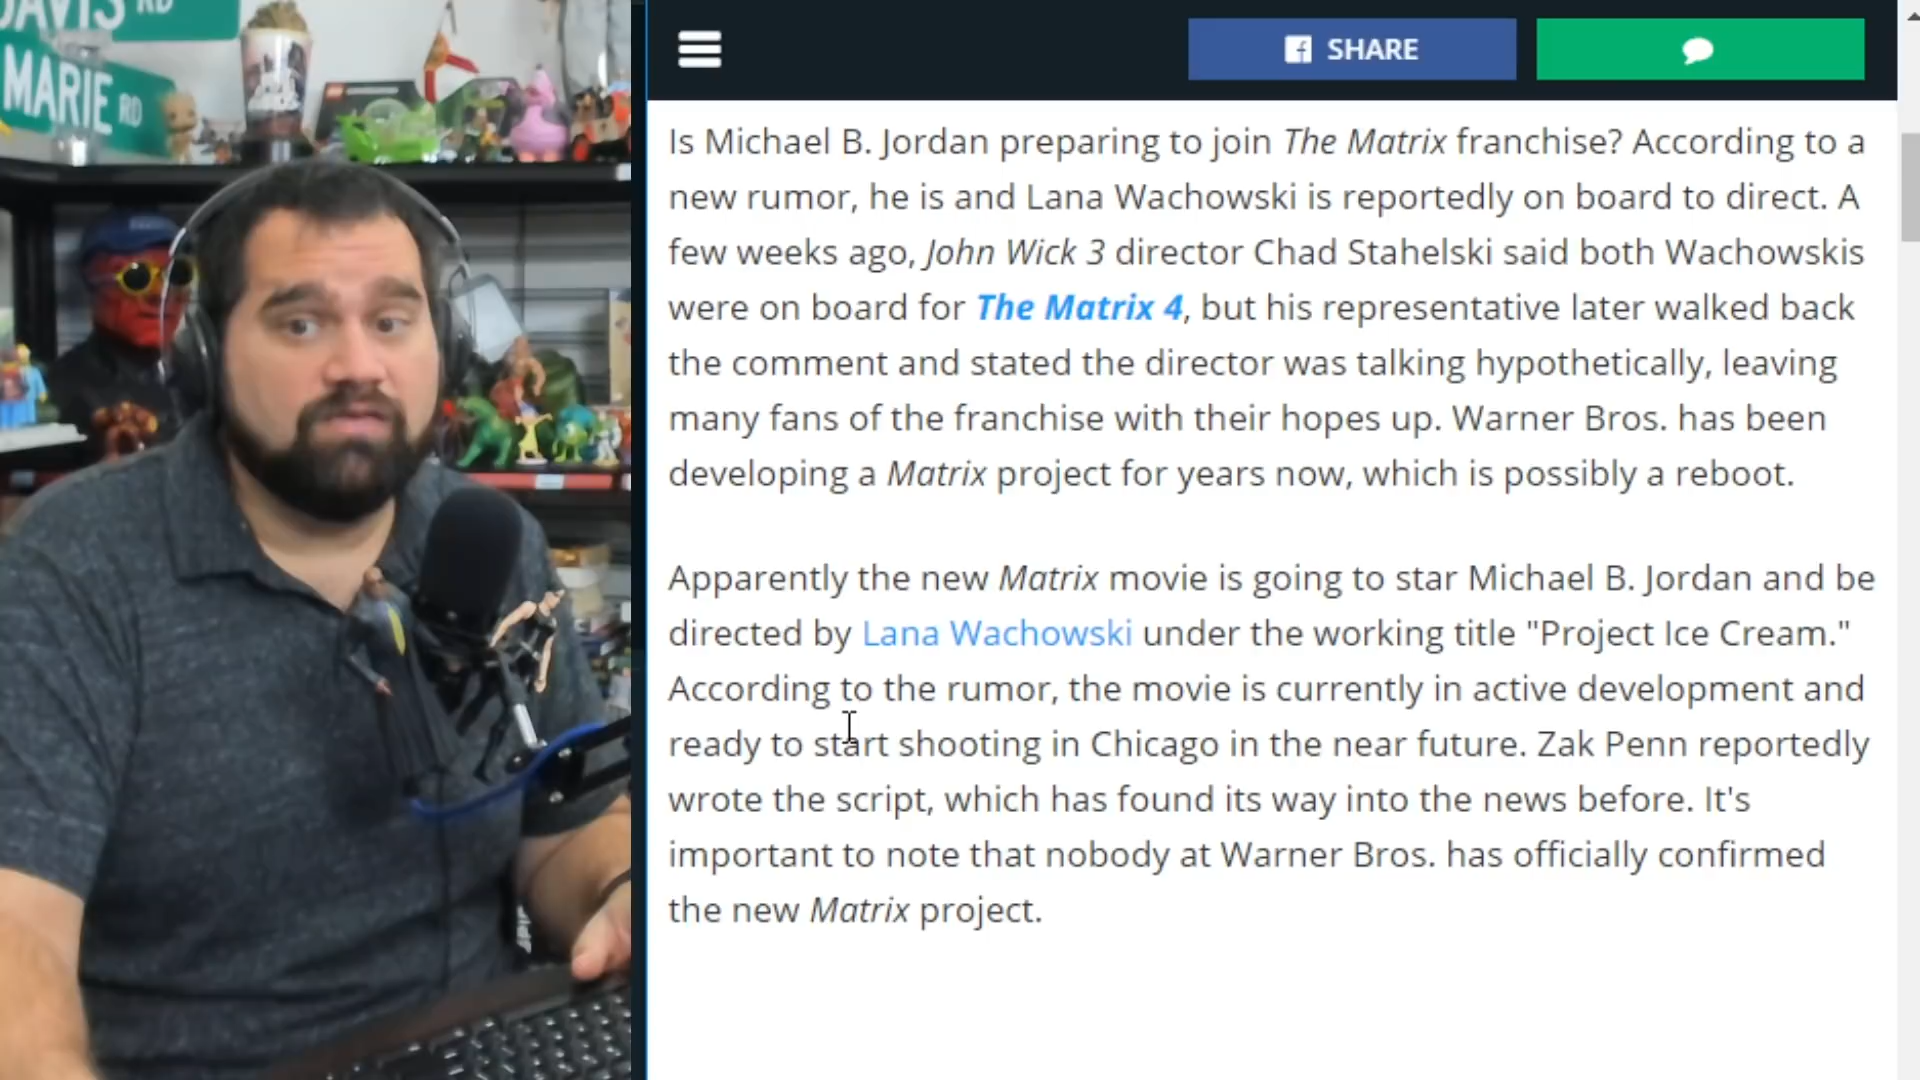 DAVIS RD
MARIE RD
SHARE
Is Michael B. Jordan preparing to join The Matrix franchise? According to a
new rumor, he is and Lana Wachowski is reportedly on board to direct. A
few weeks ago, John Wick 3 director Chad Stahelski said both Wachowskis
were on board for The Matrix 4, but his representative later walked back
the comment and stated the director was talking hypothetically, leaving
many fans of the franchise with their hopes up. Warner Bros. has been
developing a Matrix project for years now, which is possibly a reboot.
Apparently the new Matrix movie is going to star Michael B. Jordan and be
directed by Lana Wachowski under the working title "Project Ice Cream."
According to the rumor, the movie is currently in active development and
ready to start shooting in Chicago in the near future. Zak Penn reportedly
wrote the script, which has found its way into the news before. It's
important to note that nobody at Warner Bros. has officially confirmed
the new Matrix project.